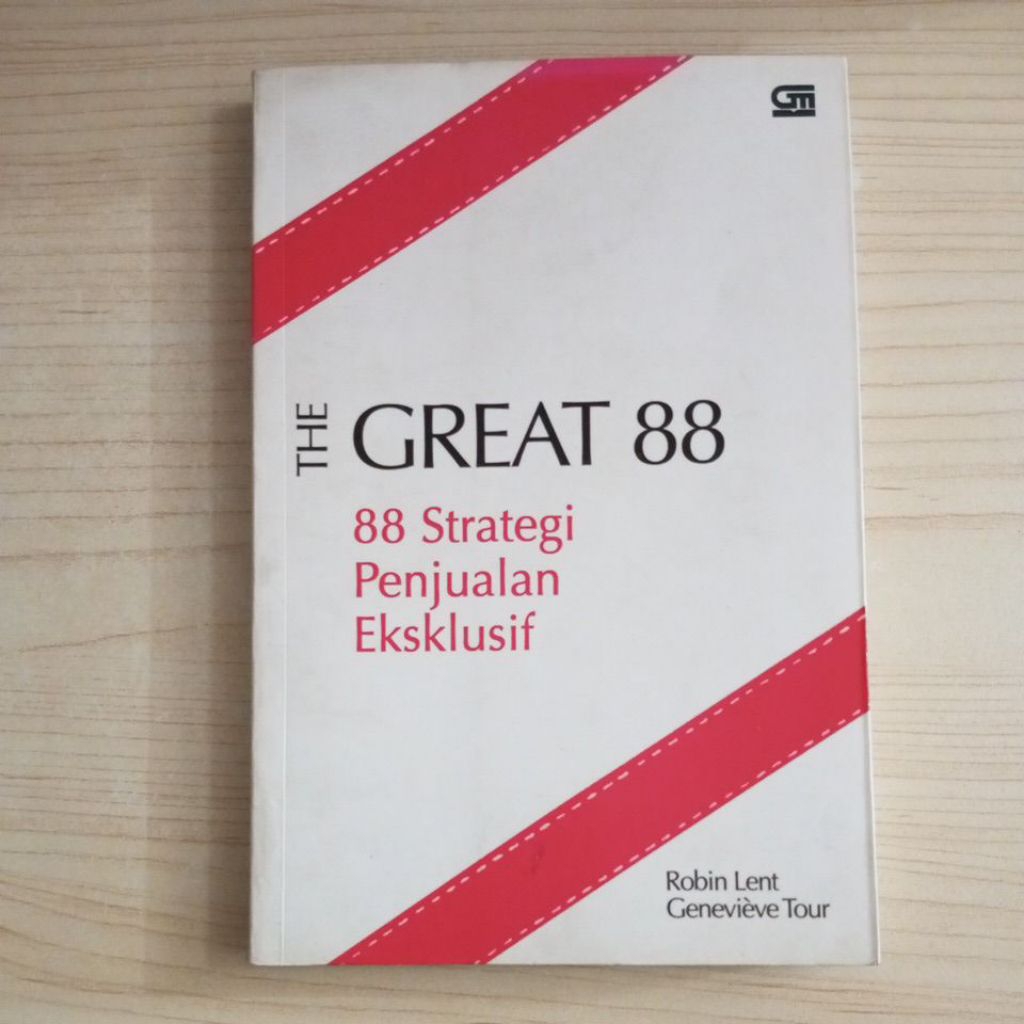 GM
THE GREAT 88
88 Strategi
Penjualan
Eksklusif
Robin Lent
Geneviève Tour